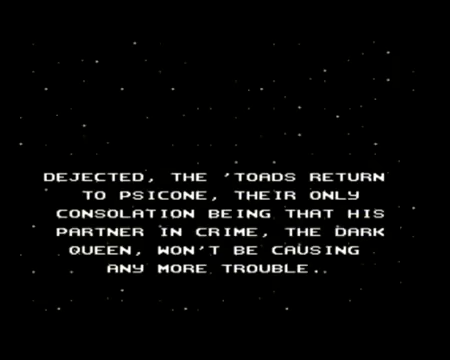 DEJECTED, THE 'TOADS RETURN
TO PSICONE, THEIR ONLY
CONSOLATION BEING THAT HIS
PARTNER IN CRIME, THE DARK
QUEEN, WON'T BE CAUSING
ANY MORE TROUBLE..